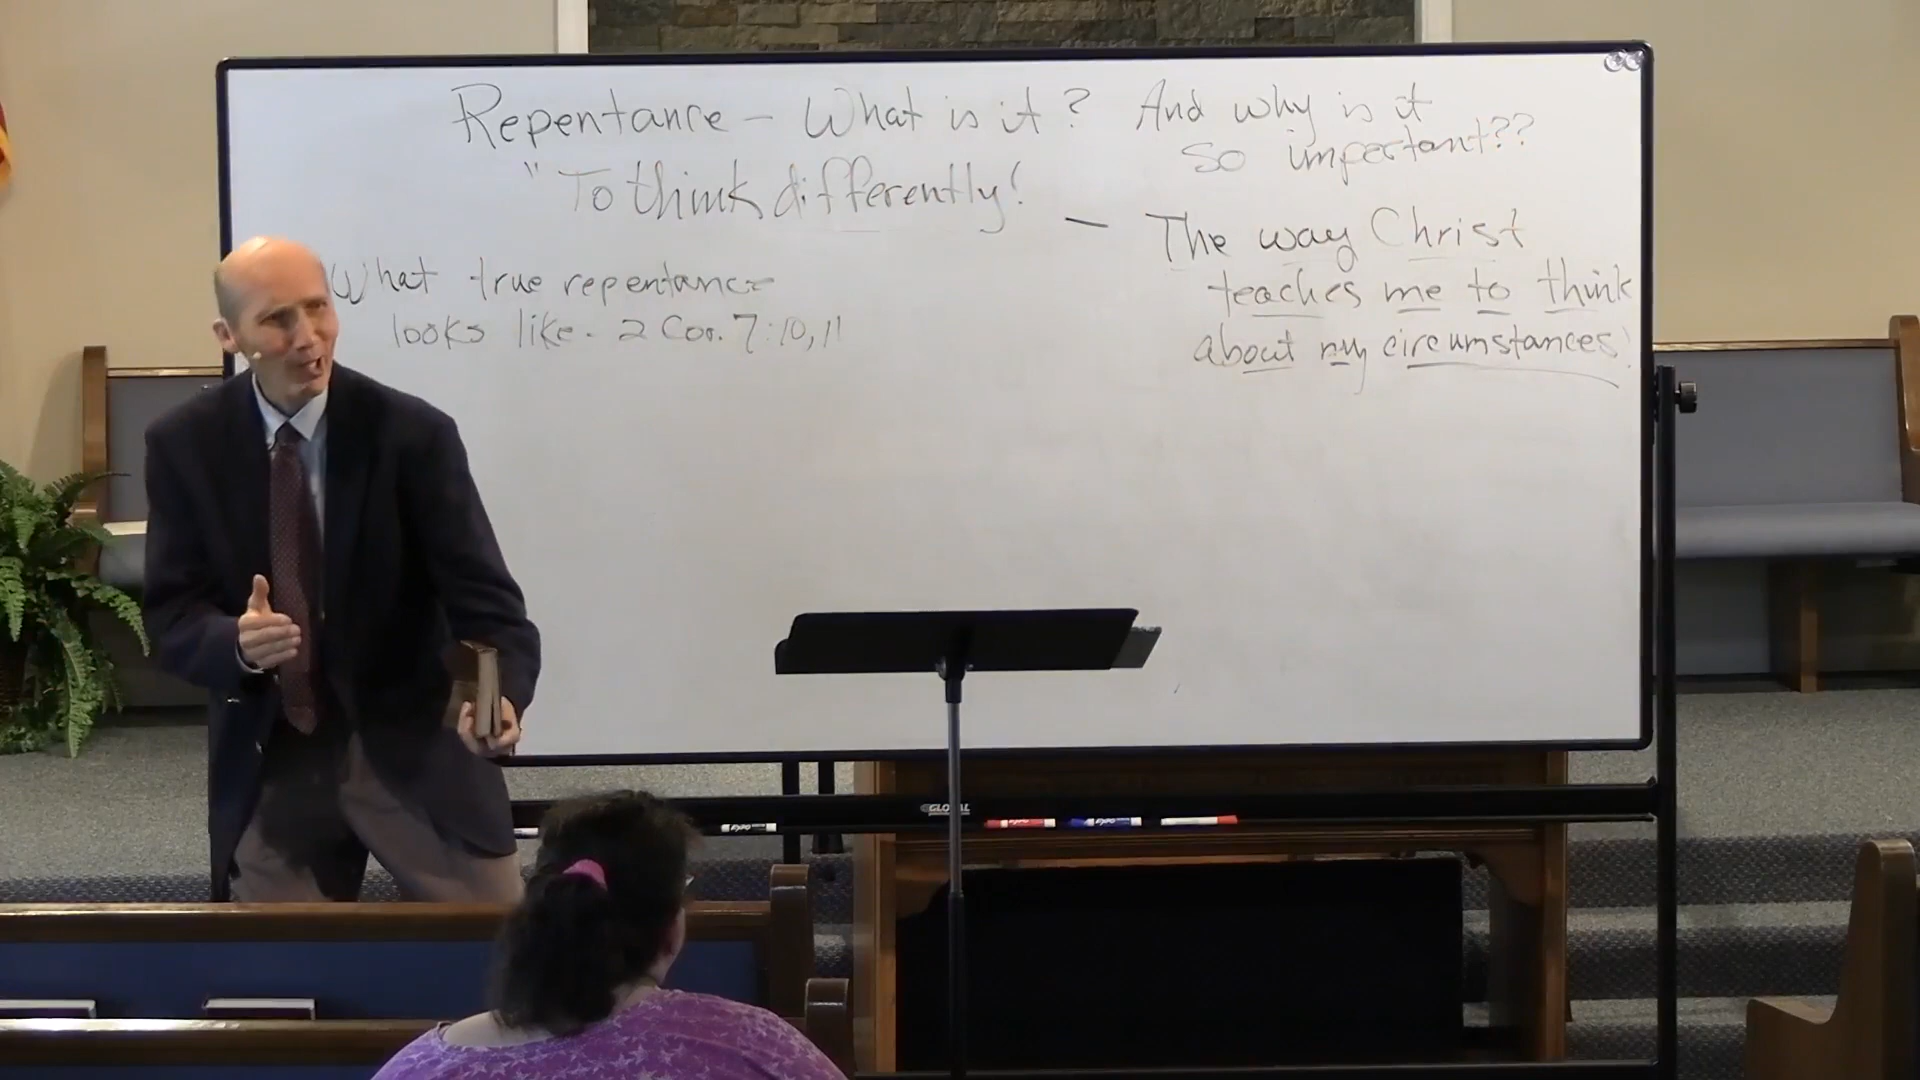 Repentance – What is it? And why is it
so important??
"To think differently!
– The way Christ
teaches me to think
about my circumstances!
What true repentance
looks like. 2 Cor. 7:10,11
GLOBAL
EXPO
EXPO
EXPO